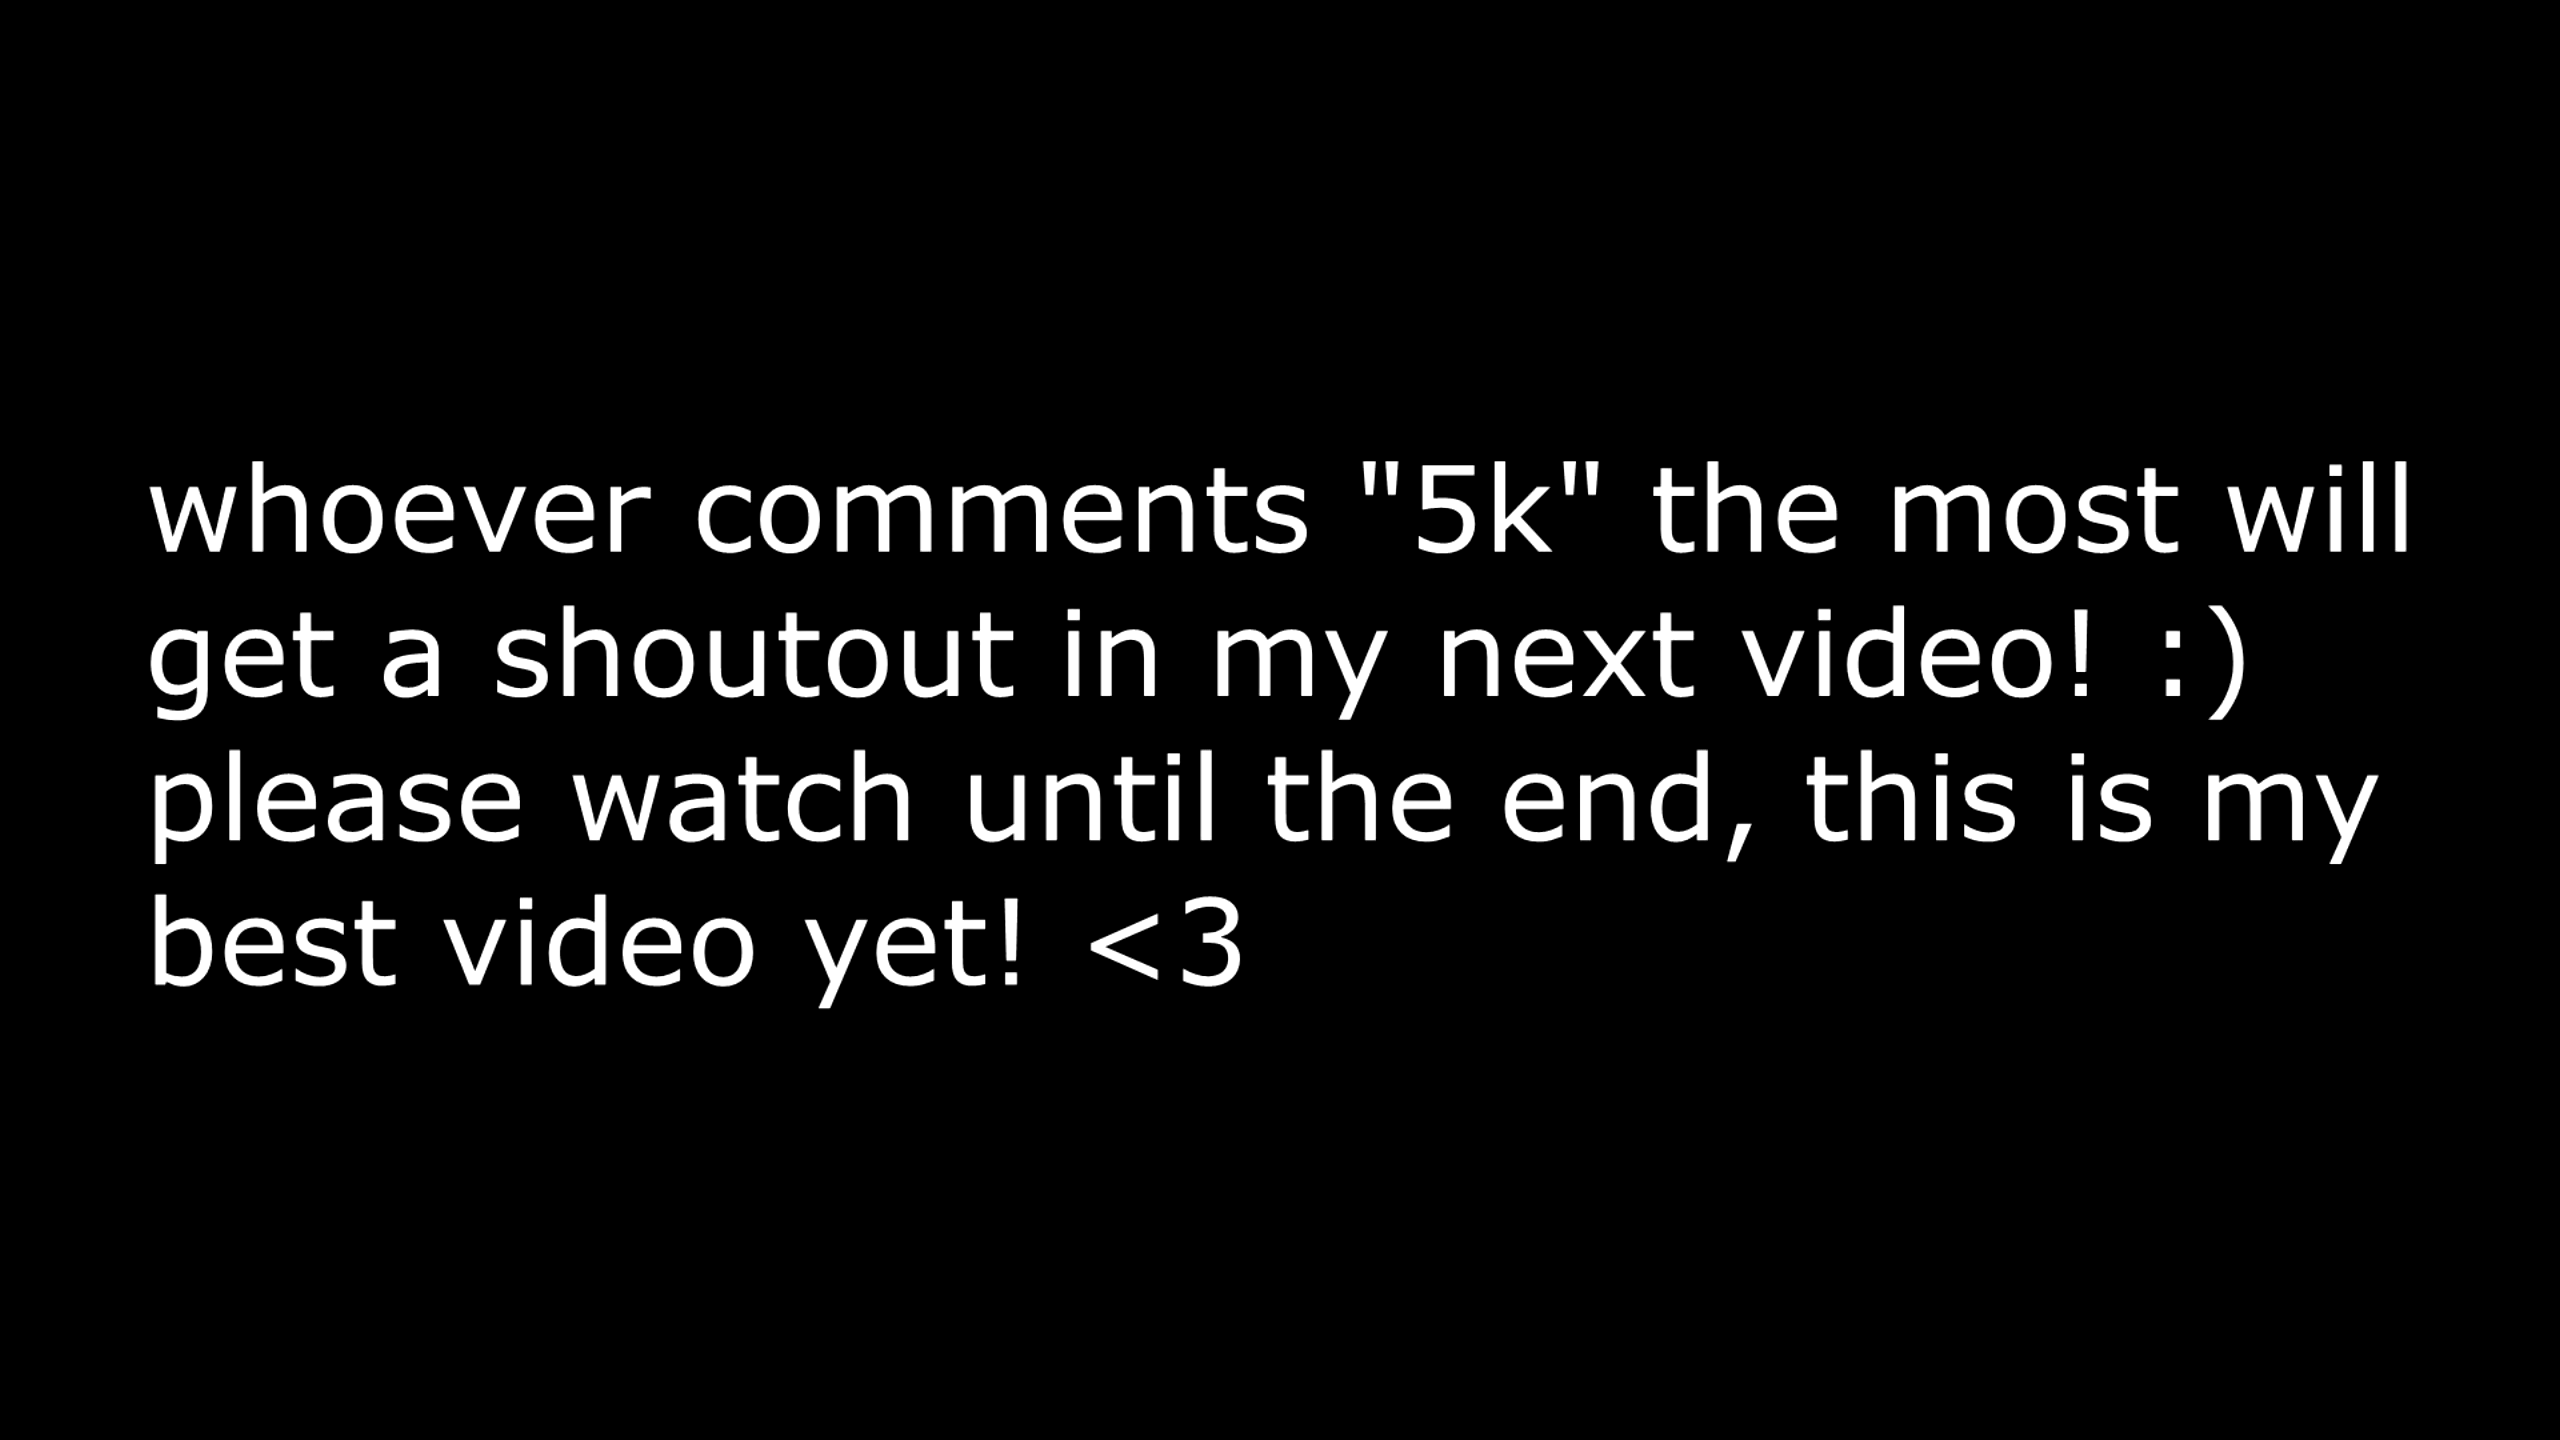 whoever comments "5k" the most will
get a shoutout in my next video! :)
please watch until the end, this is my
best video yet! <3